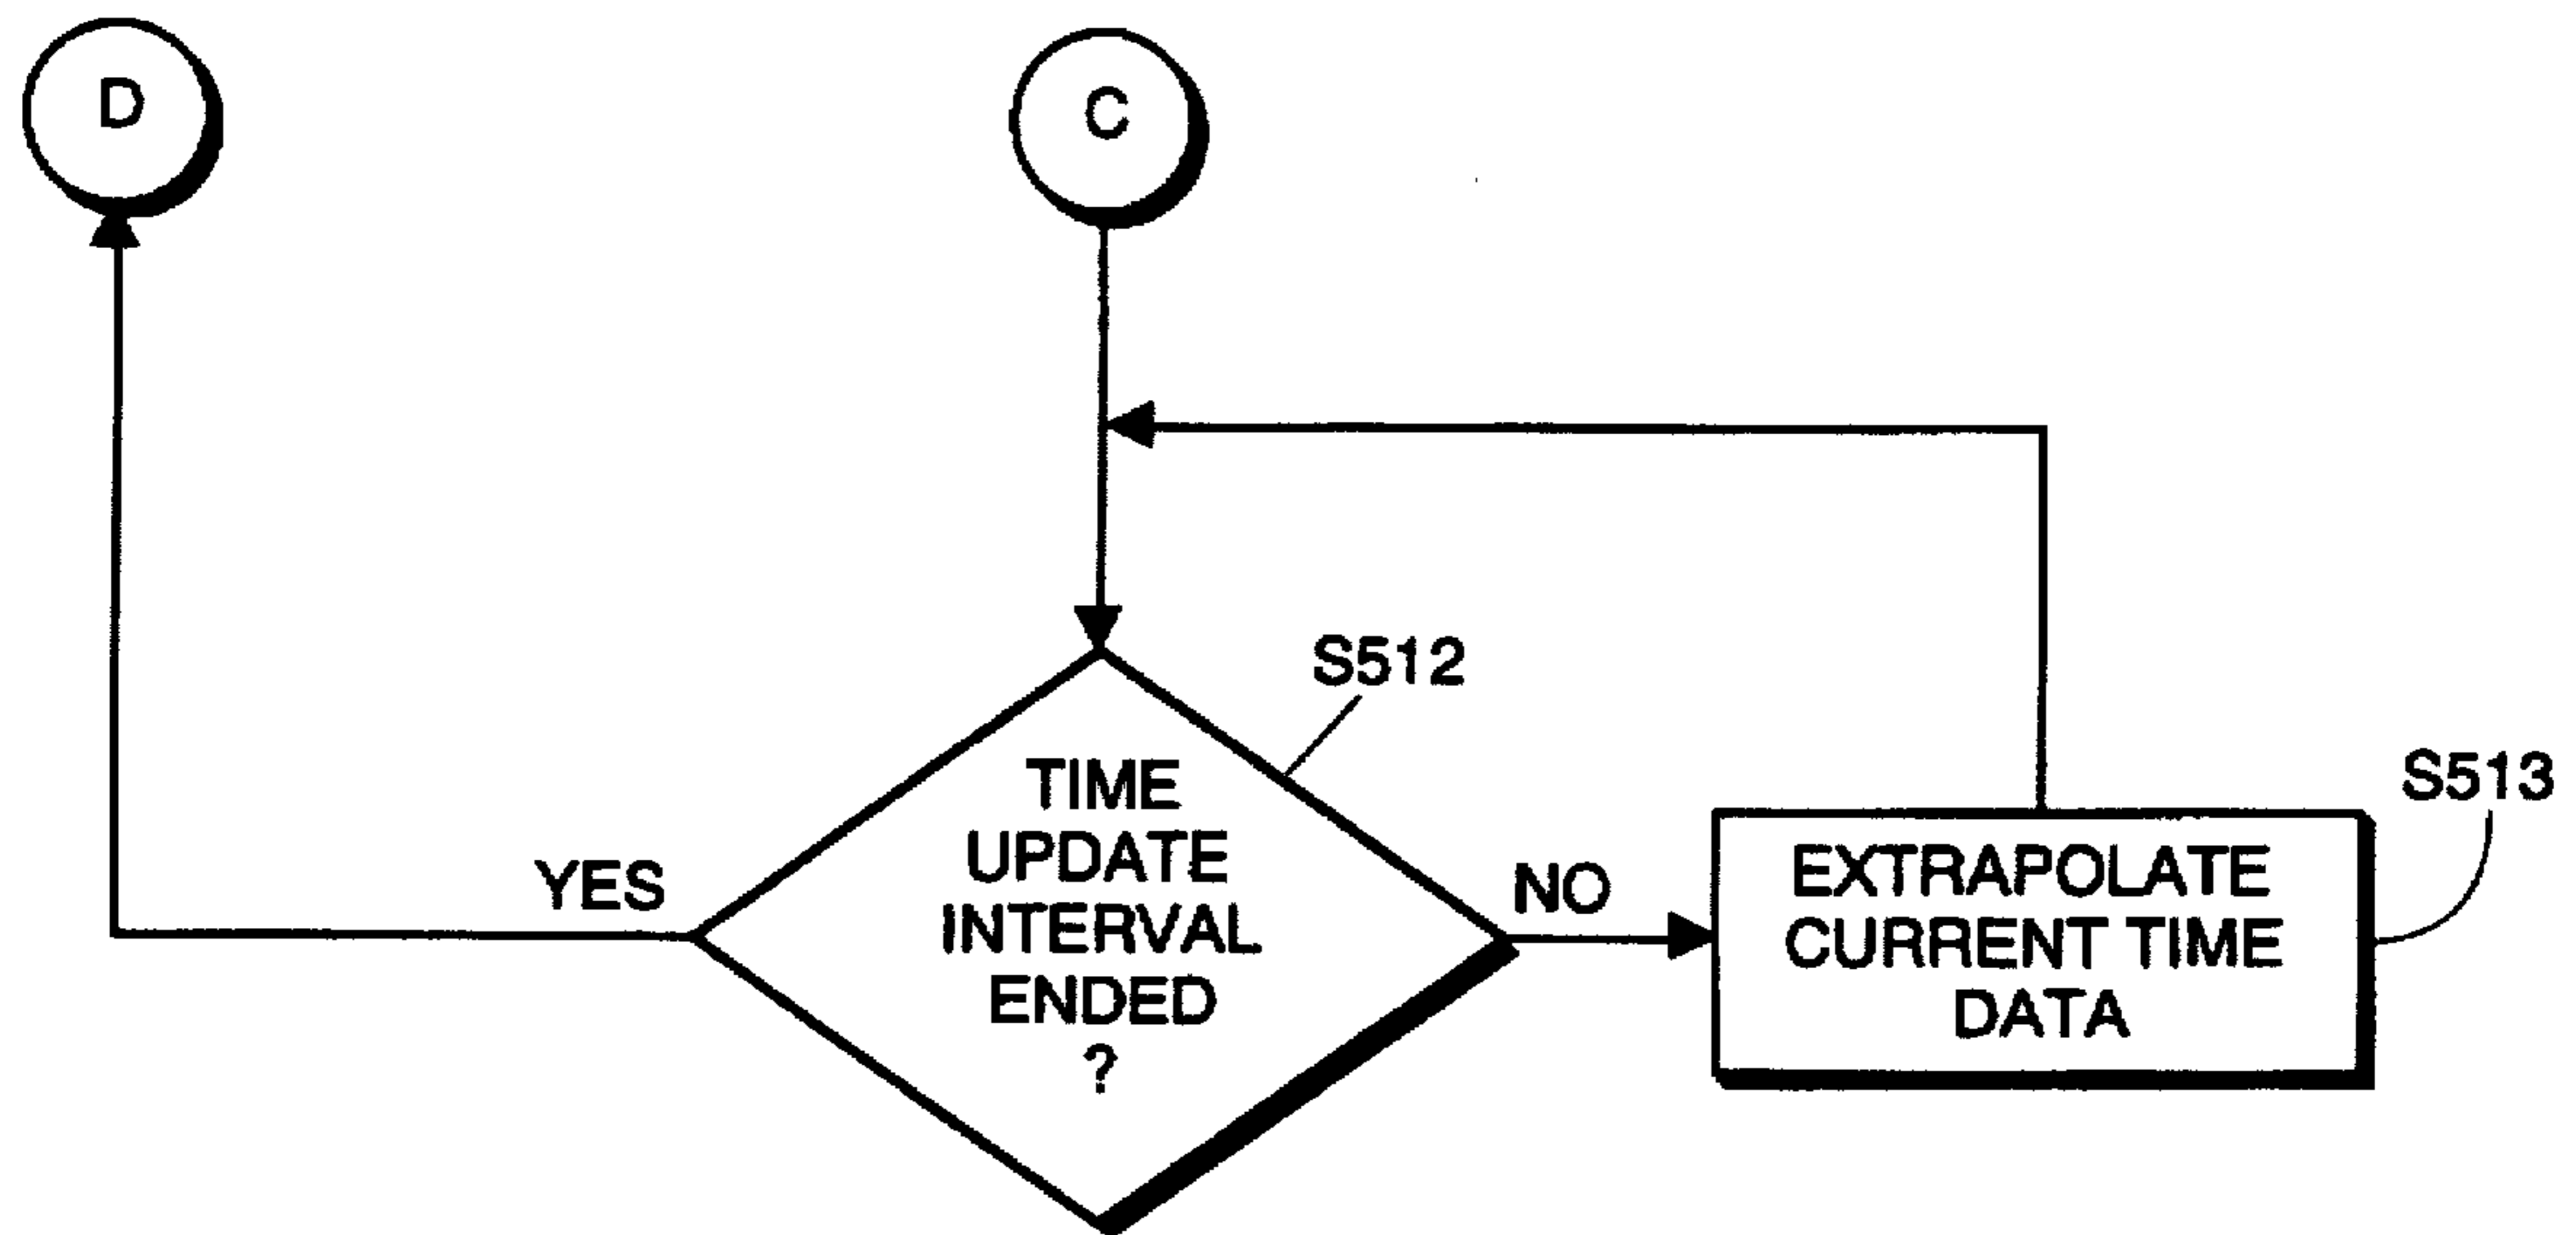 D
C
S512
TIME
UPDATE
INTERVAL
ENDED
?
YES
NO
S513
EXTRAPOLATE
CURRENT TIME
DATA